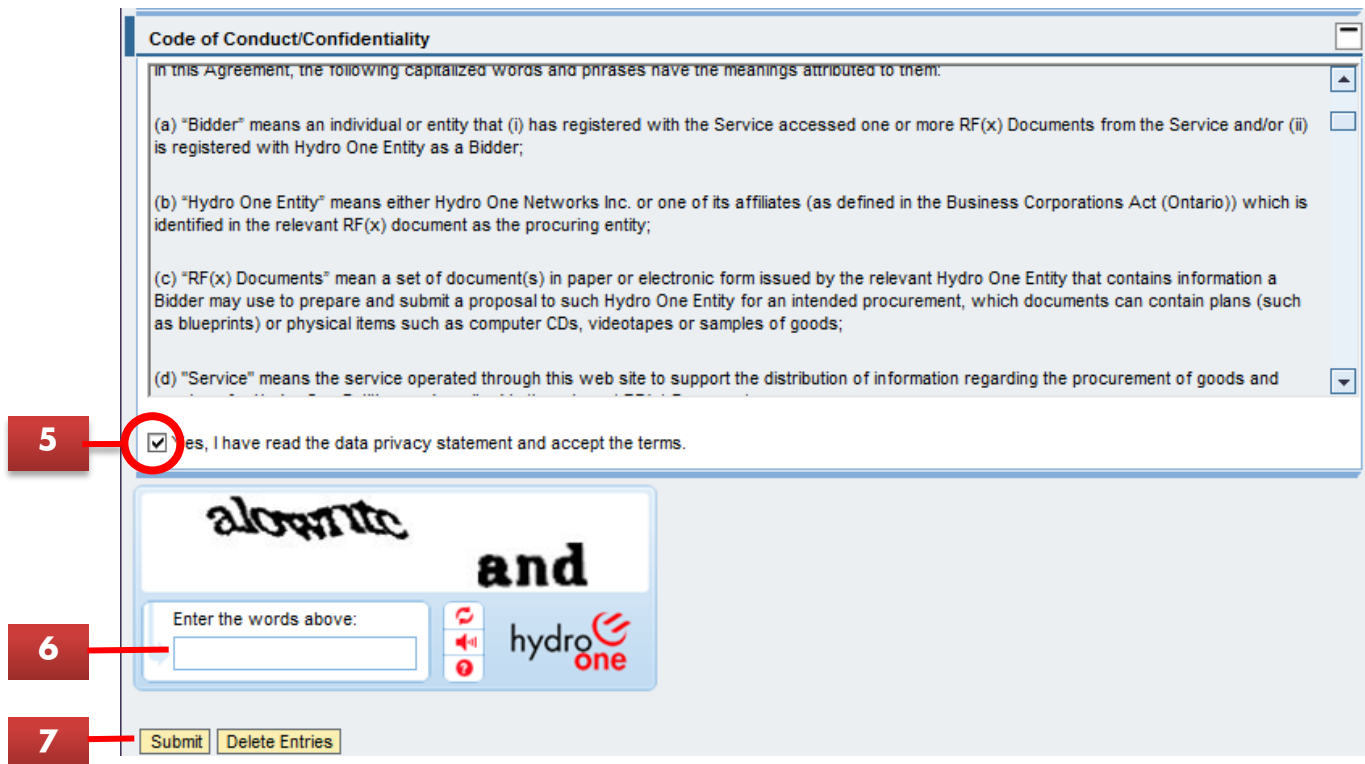 Code of Conduct/Confidentiality
In this Agreement, the following capitalized words and phrases have the meanings attributed to them:
(a) “Bidder” means an individual or entity that (i) has registered with the Service accessed one or more RF(x) Documents from the Service and/or (ii)
is registered with Hydro One Entity as a Bidder;
(b) “Hydro One Entity” means either Hydro One Networks Inc. or one of its affiliates (as defined in the Business Corporations Act (Ontario)) which is
identified in the relevant RF(x) document as the procuring entity;
(c) “RF(x) Documents” mean a set of document(s) in paper or electronic form issued by the relevant Hydro One Entity that contains information a
Bidder may use to prepare and submit a proposal to such Hydro One Entity for an intended procurement, which documents can contain plans (such
as blueprints) or physical items such as computer CDs, videotapes or samples of goods;
(d) "Service" means the service operated through this web site to support the distribution of information regarding the procurement of goods and
5
Yes, I have read the data privacy statement and accept the terms.
and
Enter the words above:
6
hydro
one
7
Submit Delete Entries